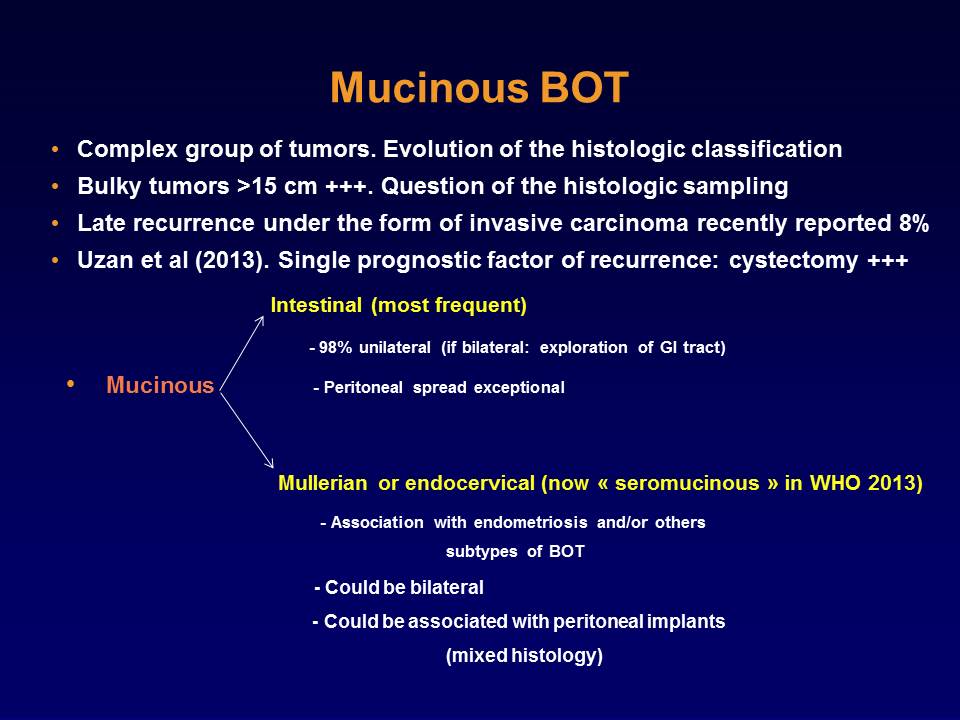 Mucinous BOT
• Complex group of tumors. Evolution of the histologic classification
• Bulky tumors >15 cm +++. Question of the histologic sampling
• Late recurrence under the form of invasive carcinoma recently reported 8%
• Uzan et al (2013). Single prognostic factor of recurrence: cystectomy +++
Intestinal (most frequent)
- 98% unilateral (if bilateral: exploration of GI tract)
• Mucinous
- Peritoneal spread exceptional
Mullerian or endocervical (now « seromucinous » in WHO 2013)
- Association with endometriosis and/or others
subtypes of BOT
- Could be bilateral
- Could be associated with peritoneal implants
(mixed histology)